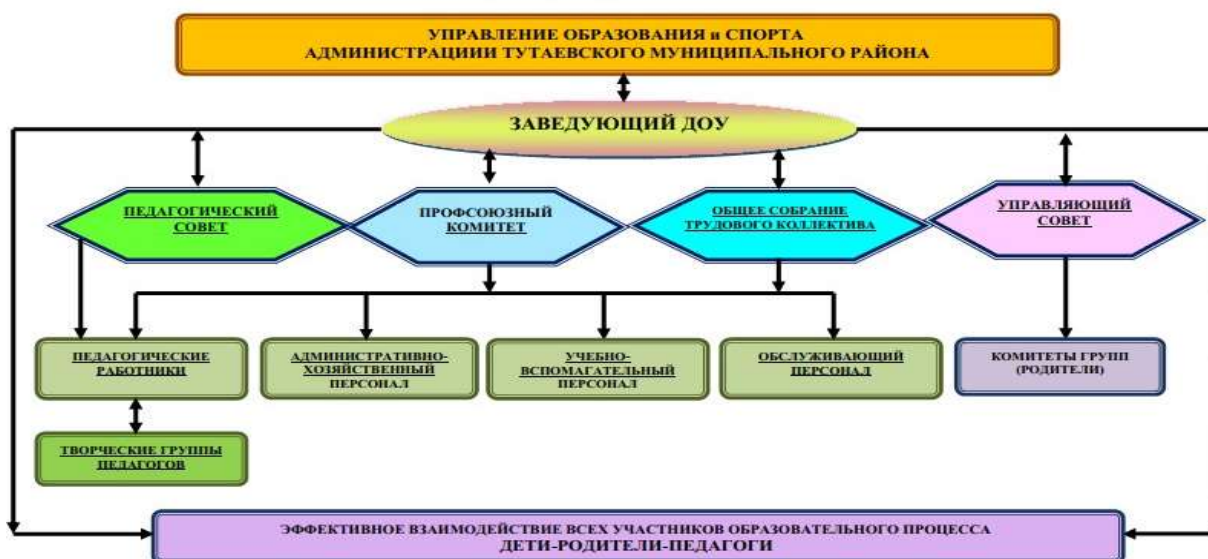 УПРАВЛЕНИЕ ОБРАЗОВАНИЯ и СПОРТА
АДМИНИСТРАЦИИИ ТУТАЕВСКОГО МУНИЦИПАЛЬНОГО РАЙОНА
ЗАВЕДУЮЩИЙ ДОУ
ПЕДАГОГИЧЕСКИЙ
СОВЕТ
ПРОФСОЮЗНЫЙ
КОМИТЕТ
ОБЩЕЕ СОБРАНИЕ
ТРУДОВОГО КОЛЛЕКТИВА
УПРАВЛЯЮЩИЙ
СОВЕТ
ПЕДАГОГИЧЕСКИЕ
РАБОТНИКИ
АДМИНИСТРАТИВНО-
ХОЗЯЙСТВЕННЫЙ
ПЕРСОНАЛ
УЧЕБНО-
ВСПОМАГАТЕЛЬНЫЙ
ПЕРСОНАЛ
ОБСЛУЖИВАЮЩИЙ
ПЕРСОНАЛ
КОМИТЕТЫ ГРУПП
(РОДИТЕЛИ)
ТВОРЧЕСКИЕ ГРУППЫ
ПЕДАГОГОВ
ЭФФЕКТИВНОЕ ВЗАИМОДЕЙСТВИЕ ВСЕХ УЧАСТНИКОВ ОБРАЗОВАТЕЛЬНОГО ПРОЦЕССА
ДЕТИ-РОДИТЕЛИ-ПЕДАГОГИ